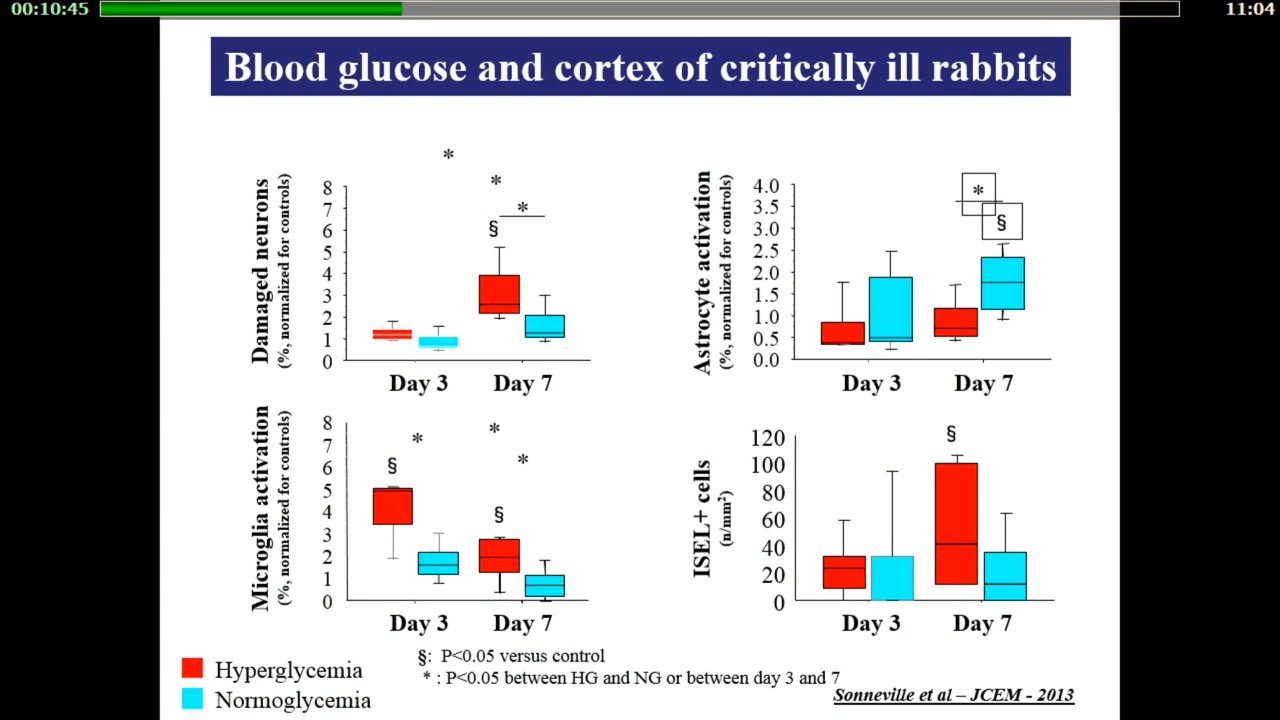 00:10:45
11:04
Blood glucose and cortex of critically ill rabbits
Damaged neurons
(%, normalized for controls)
8
7
6
5
4
3
2
1
0
*
*
*
§
Day 3
Day 7
Astrocyte activation
(%, normalized for controls)
4.0
3.5
3.0
2.5
2.0
1.5
1.0
0.5
0.0
*
§
Day 3
Day 7
Microglia activation
(%, normalized for controls)
8
7
6
5
4
3
2
1
0
§
*
*
*
§
Day 3
Day 7
ISEL+ cells
(n/mm²)
120
100
80
60
40
20
0
§
Day 3
Day 7
Hyperglycemia
Normoglycemia
§: P<0.05 versus control
* : P<0.05 between HG and NG or between day 3 and 7
Sonneville et al – JCEM - 2013